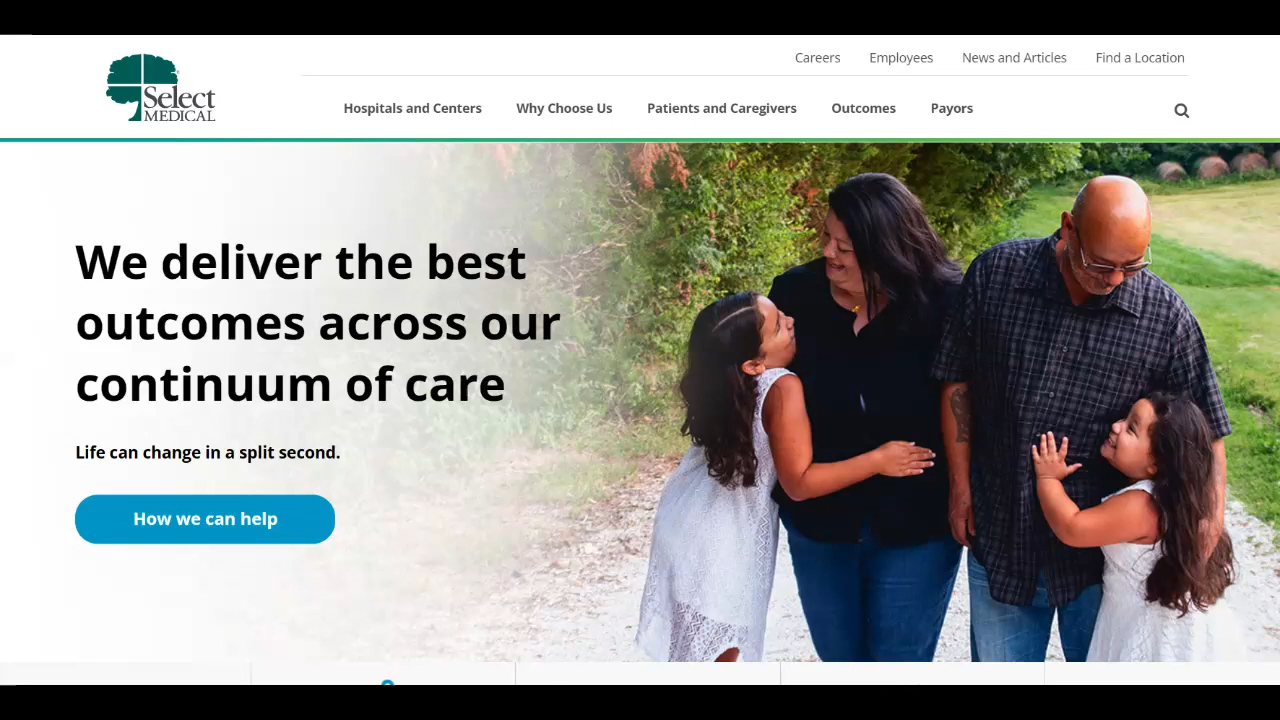 Careers Employees News and Articles Find a Location
Select
MEDICAL
Hospitals and Centers Why Choose Us Patients and Caregivers Outcomes Payors
We deliver the best
outcomes across our
continuum of care
Life can change in a split second.
How we can help